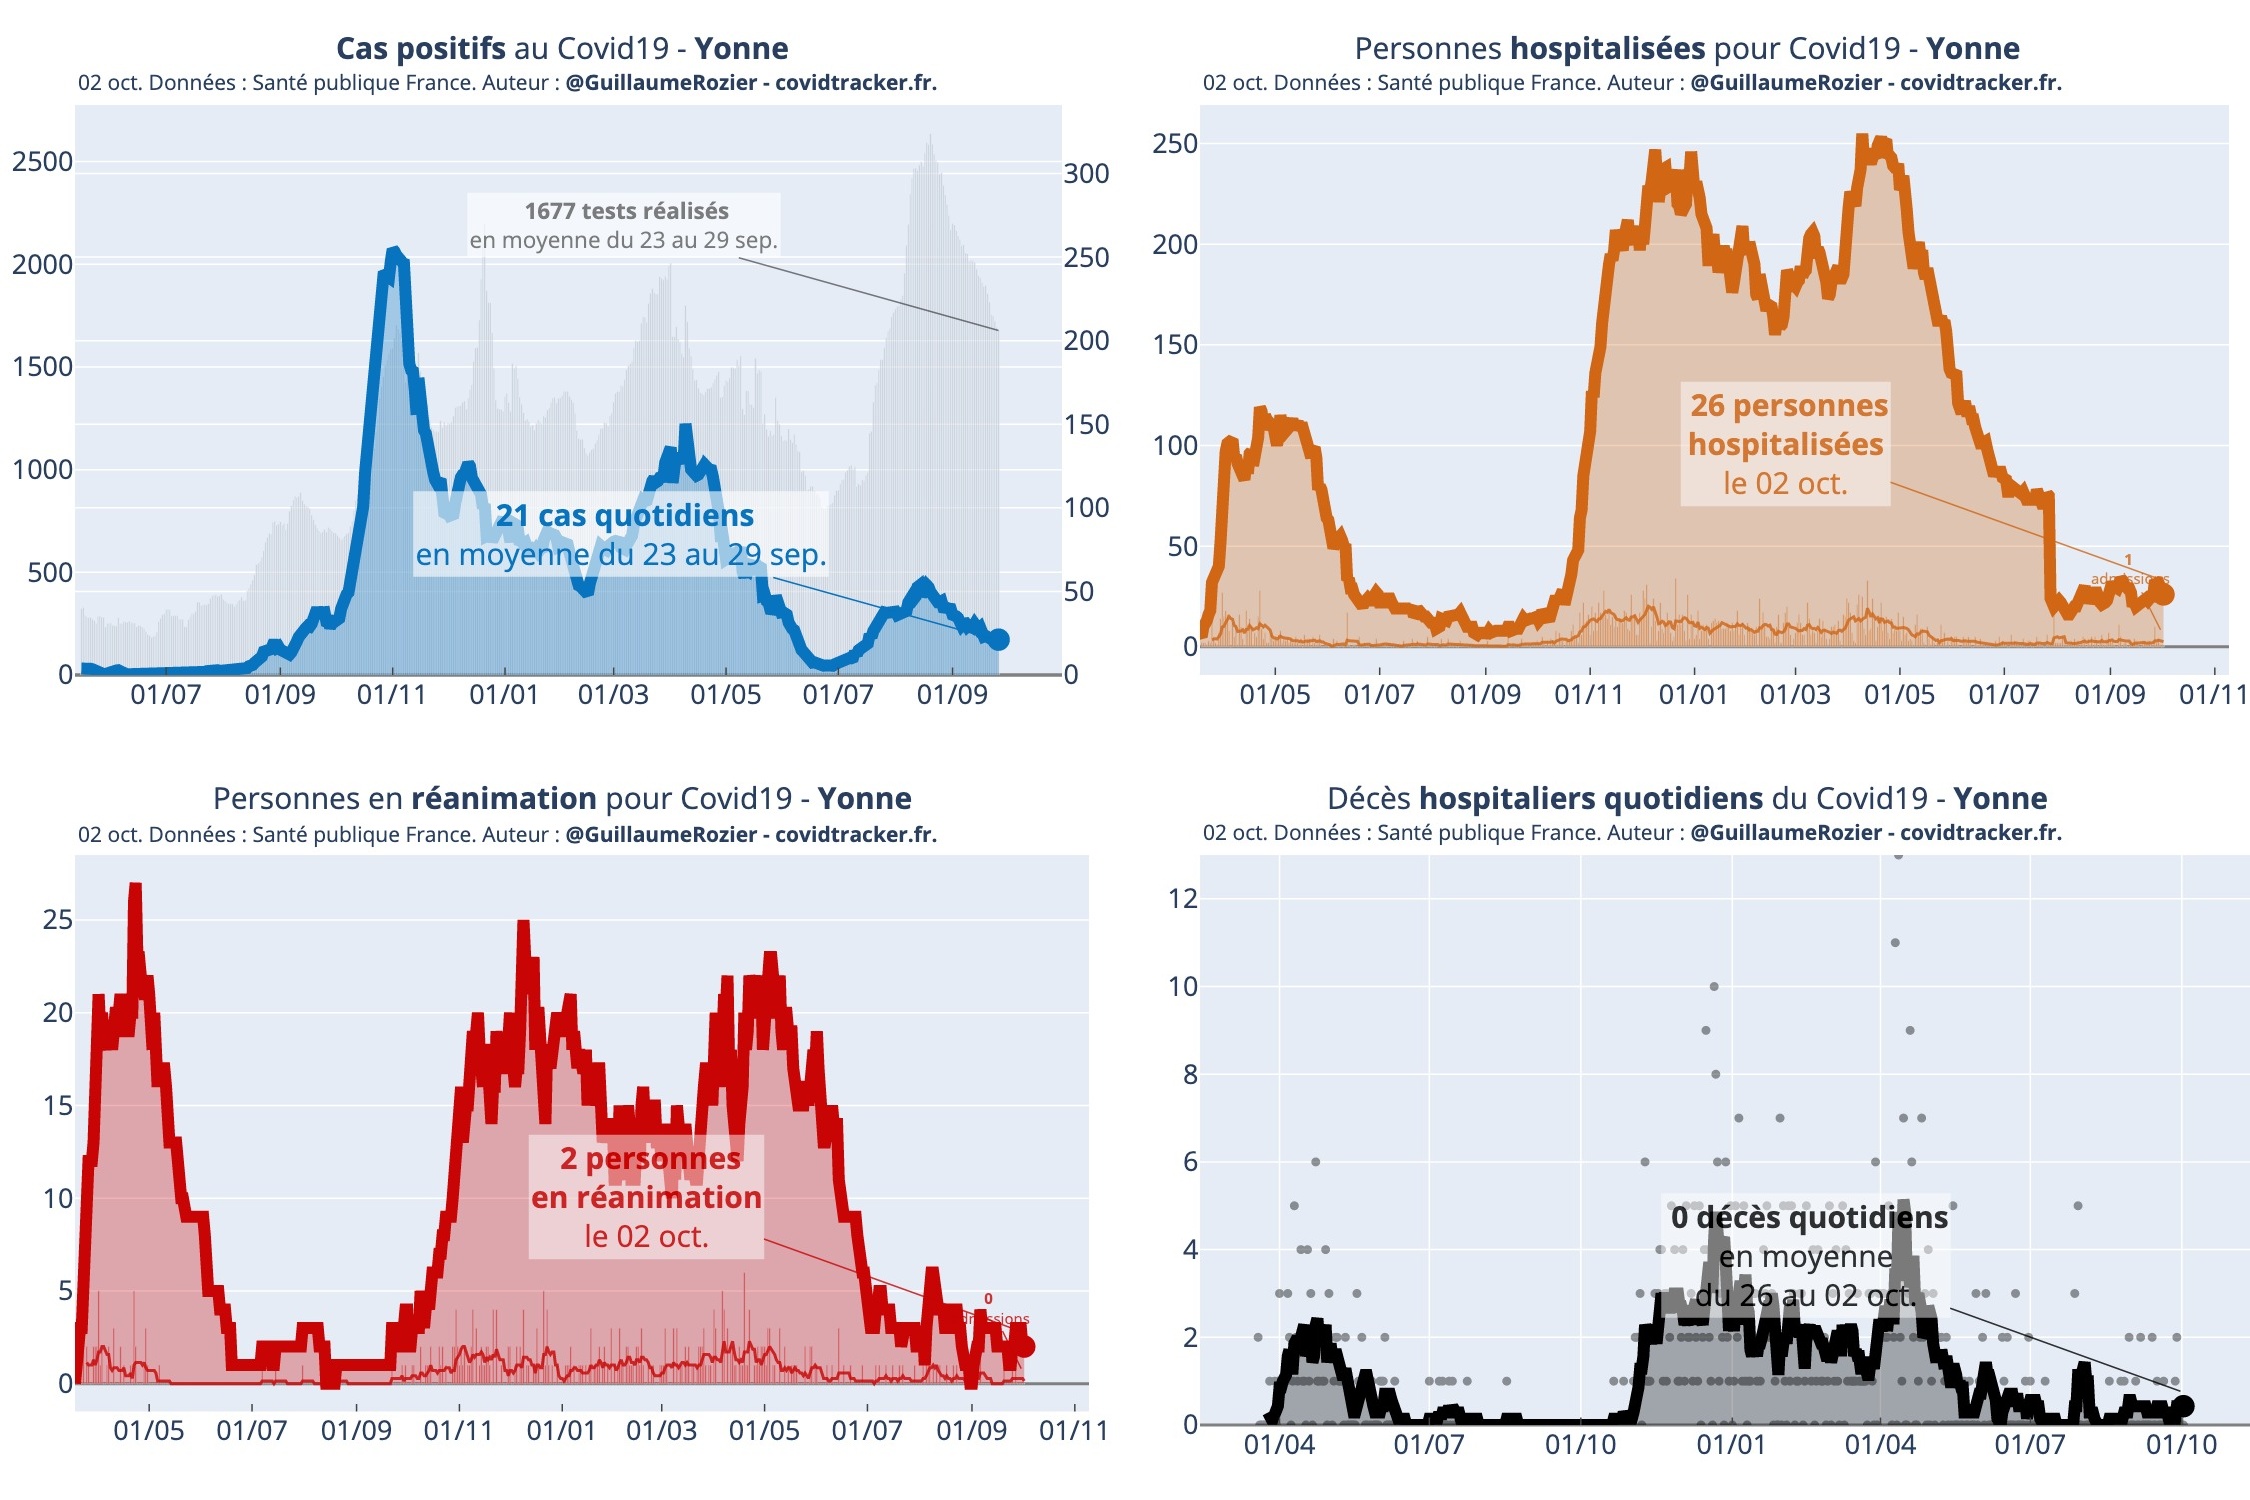 Cas positifs au Covid19 - Yonne
02 oct. Données : Santé publique France. Auteur : @GuillaumeRozier - covidtracker.fr.
2500
2000
1500
1000
500
0
300
250
200
150
100
50
0
1677 tests réalisés
en moyenne du 23 au 29 sep.
21 cas quotidiens
en moyenne du 23 au 29 sep.
01/07 01/09 01/11 01/01 01/03 01/05 01/07 01/09
Personnes hospitalisées pour Covid19 - Yonne
02 oct. Données : Santé publique France. Auteur : @GuillaumeRozier - covidtracker.fr.
250
200
150
100
50
0
26 personnes
hospitalisées
le 02 oct.
1
admissions
01/05 01/07 01/09 01/11 01/01 01/03 01/05 01/07 01/09 01/11
Personnes en réanimation pour Covid19 - Yonne
02 oct. Données : Santé publique France. Auteur : @GuillaumeRozier - covidtracker.fr.
25
20
15
10
5
0
2 personnes
en réanimation
le 02 oct.
0
admissions
01/05 01/07 01/09 01/11 01/01 01/03 01/05 01/07 01/09 01/11
Décès hospitaliers quotidiens du Covid19 - Yonne
02 oct. Données : Santé publique France. Auteur : @GuillaumeRozier - covidtracker.fr.
12
10
8
6
4
2
0
0 décès quotidiens
en moyenne
du 26 au 02 oct.
01/04 01/07 01/10 01/01 01/04 01/07 01/10